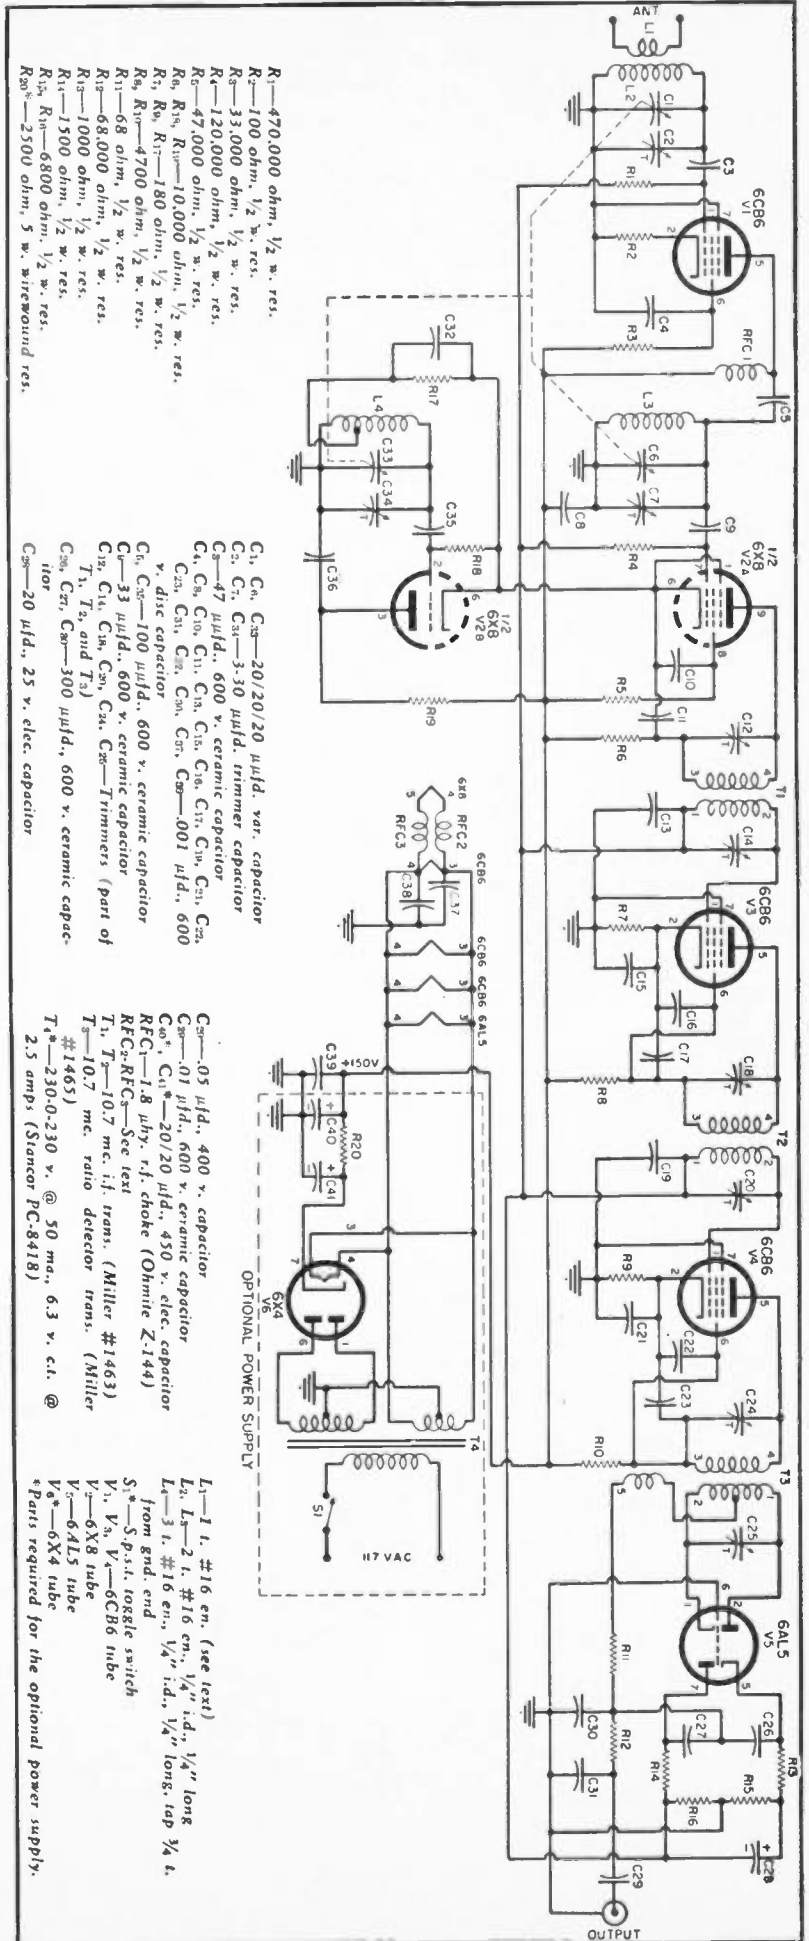 ANT.
L1
L2
C1
C2
C3
R1
6CB6
V1
R2
C4
R3
RFC1
C5
L3
C6
C7
C8
C9
1/2
6X8
V2A
R4
C10
C11
R5
R6
C12
T1
C13
C14
6CB6
V3
R7
C15
C16
C17
C18
R8
T2
C19
C20
6CB6
V4
R9
C21
C22
C23
C24
R10
T3
C25
6AL5
V5
R11
C30
R12
C31
C27
C26
R13
R14
R16
R15
C28
C29
OUTPUT
C32
R17
L4
C33
C34
C35
R18
1/2
6X8
V2B
C36
R19
6X8
RFC2
RFC3
6CB6
C37
C38
6CB6
6CB6
6AL5
C39
+150V
C40
R20
C41
6X4
V6
T4
S1
117 VAC
OPTIONAL POWER SUPPLY
R1—470,000 ohm, 1/2 w. res.
R2—100 ohm, 1/2 w. res.
R3—33,000 ohm, 1/2 w. res.
R4—120,000 ohm, 1/2 w. res.
R5—47,000 ohm, 1/2 w. res.
R6, R18, R19—10,000 ohm, 1/2 w. res.
R7, R9, R17—180 ohm, 1/2 w. res.
R8, R10—4700 ohm, 1/2 w. res.
R11—68 ohm, 1/2 w. res.
R12—68,000 ohm, 1/2 w. res.
R13—1000 ohm, 1/2 w. res.
R14—1500 ohm, 1/2 w. res.
R15, R16—6800 ohm, 1/2 w. res.
R20*—2500 ohm, 5 w. wirewound res.
C1, C6, C33—20/20/20 μμfd. var. capacitor
C2, C7, C34—3-30 μμfd. trimmer capacitor
C3—47 μμfd., 600 v. ceramic capacitor
C4, C8, C10, C11, C13, C15, C16, C17, C19, C21, C22,
C23, C31, C32, C36, C37, C38—.001 μfd., 600
v. disc capacitor
C5, C35—100 μμfd., 600 v. ceramic capacitor
C9—33 μμfd., 600 v. ceramic capacitor
C12, C14, C18, C20, C24, C25—Trimmers (part of
T1, T2, and T3)
C26, C27, C30—300 μμfd., 600 v. ceramic capac-
itor
C28—20 μfd., 25 v. elec. capacitor
C29—.05 μfd., 400 v. capacitor
C39—.01 μfd., 600 v. ceramic capacitor
C40*, C41*—20/20 μfd., 450 v. elec. capacitor
RFC1—1.8 μhy. r.f. choke (Ohmite Z-144)
RFC2-RFC3—See text
T1, T2—10.7 mc. i.f. trans. (Miller #1463)
T3—10.7 mc. ratio detector trans. (Miller
#1465)
T4*—230-0-230 v. @ 50 ma., 6.3 v. c.t. @
2.5 amps (Stancor PC-8418)
L1—1 t. #16 en. (see text)
L2, L3—2 t. #16 en., 1/4" i.d., 1/4" long
L4—3 t. #16 en., 1/4" i.d., 1/4" long, tap 3/4 t.
from gnd. end
S1*—S.p.s.t. toggle switch
V1, V3, V4—6CB6 tube
V2—6X8 tube
V5—6AL5 tube
V6*—6X4 tube
*Parts required for the optional power supply.